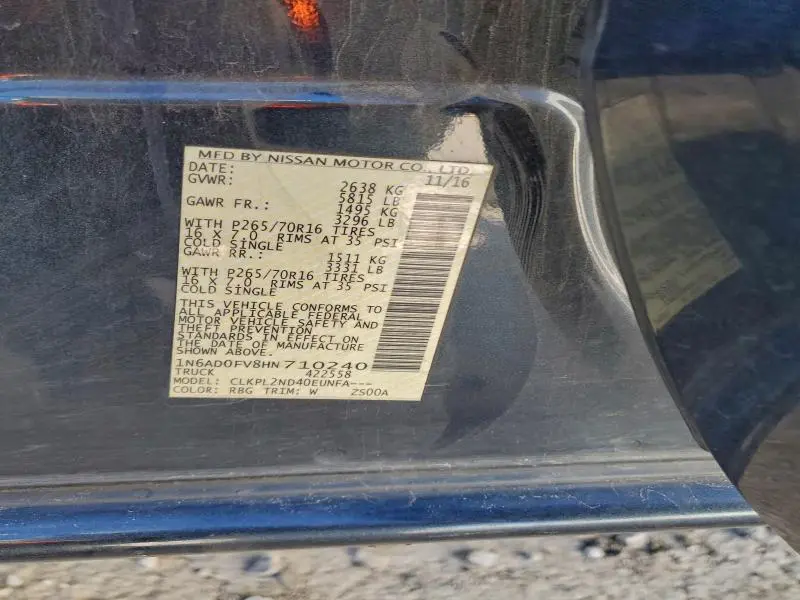 MFD BY NISSAN MOTOR CO., LTD
DATE: 11/16
GVWR: 2638 KG
5815 LB
GAWR FR.: 1495 KG
3296 LB
WITH P265/70R16 TIRES
16 X 7.0 RIMS AT 35 PSI
COLD SINGLE
GAWR RR.: 1511 KG
3331 LB
WITH P265/70R16 TIRES
16 X 7.0 RIMS AT 35 PSI
COLD SINGLE
THIS VEHICLE CONFORMS TO
ALL APPLICABLE FEDERAL
MOTOR VEHICLE SAFETY AND
THEFT PREVENTION
STANDARDS IN EFFECT ON
THE DATE OF MANUFACTURE
SHOWN ABOVE.
1N6AD0FV8HN 710240
TRUCK 422558
MODEL: CLKPL2ND40EUNFA---
COLOR: RBG TRIM: W ZS00A